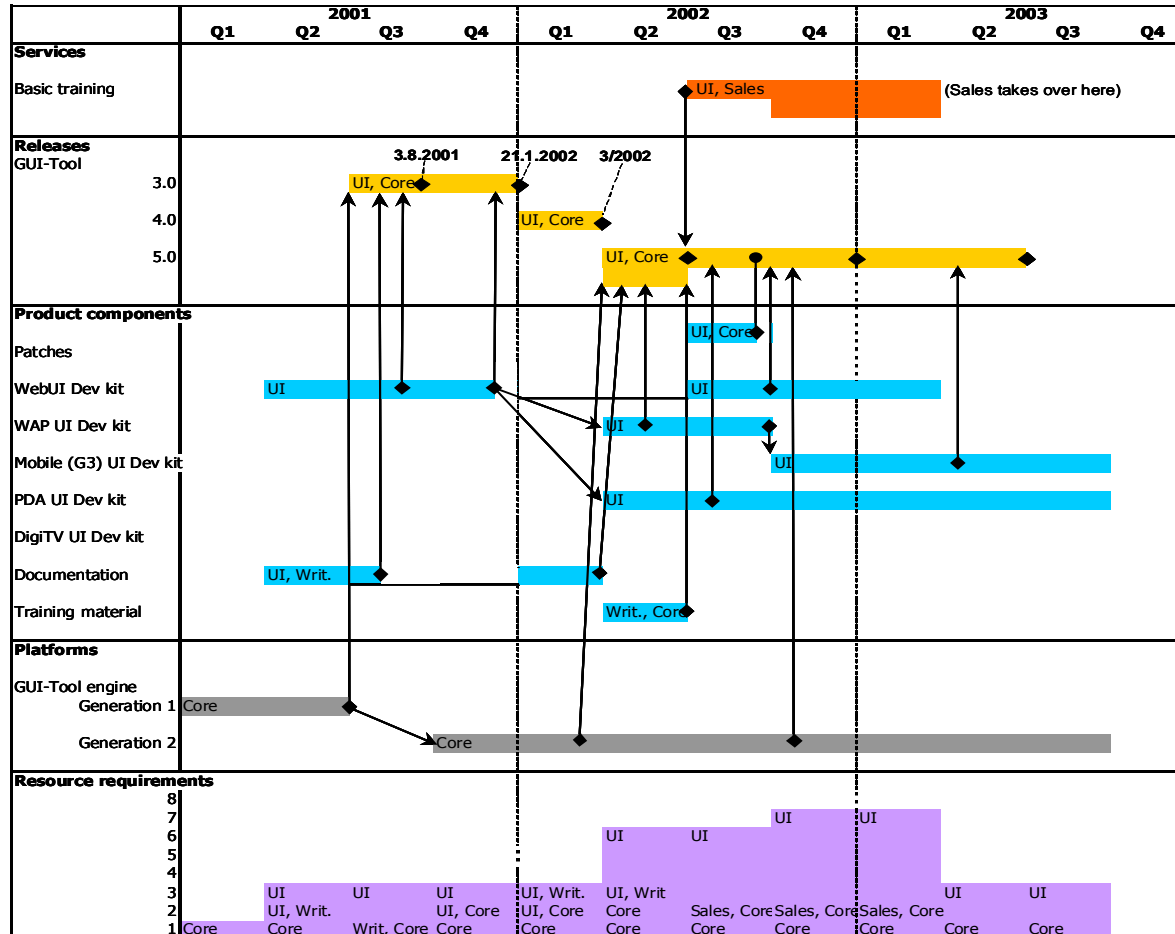 2001 2002 2003
Q1 Q2 Q3 Q4 Q1 Q2 Q3 Q4 Q1 Q2 Q3 Q4
Services
Basic training UI, Sales (Sales takes over here)
Releases
GUI-Tool 3.8.2001 21.1.2002 3/2002
3.0 UI, Core
4.0 UI, Core
5.0 UI, Core
Product components
UI, Core
Patches
WebUI Dev kit UI UI
WAP UI Dev kit UI
Mobile (G3) UI Dev kit UI
PDA UI Dev kit UI
DigiTV UI Dev kit
Documentation UI, Writ.
Training material Writ., Core
Platforms
GUI-Tool engine
Generation 1 Core
Generation 2 Core
Resource requirements
8
7 UI UI
6 UI UI
5
4
3 UI UI UI UI, Writ. UI, Writ UI UI
2 UI, Writ. UI, Core UI, Core Core Sales, Core Sales, Core Sales, Core Core Core
1 Core Core Writ, Core Core Core Core Core Core Core Core Core